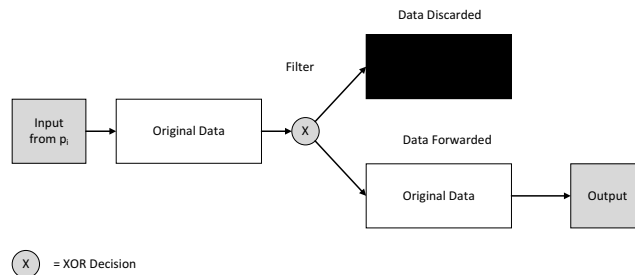 Data Discarded
Filter
Input
from pᵢ
Original Data
X
Data Forwarded
Original Data
Output
X
= XOR Decision